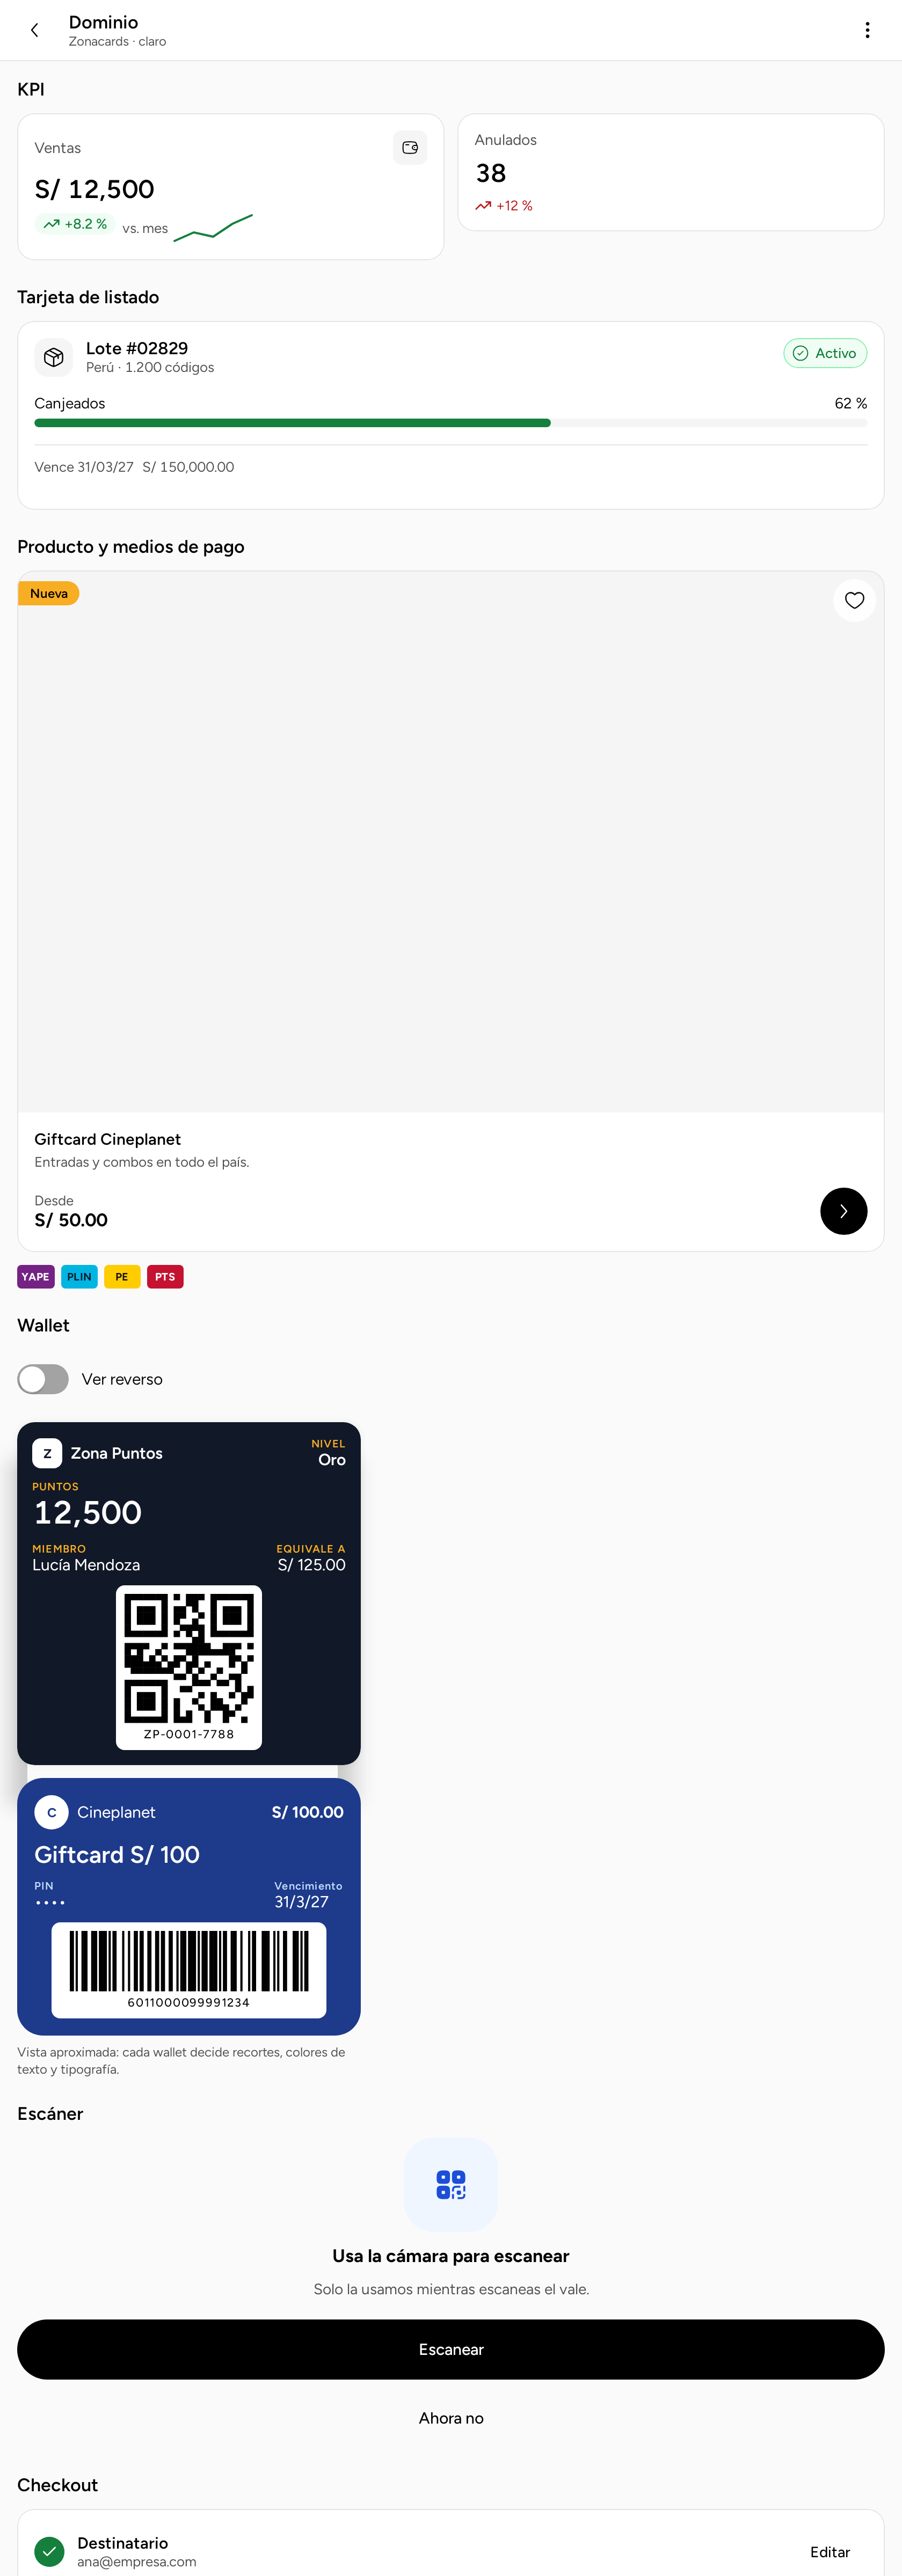 Dominio
Zonacards · claro
KPI
Ventas
S/ 12,500
+8.2 %
vs. mes
Anulados
38
+12 %
Tarjeta de listado
Lote #02829
Perú · 1.200 códigos
Activo
Canjeados
62 %
Vence 31/03/27 S/ 150,000.00
Producto y medios de pago
Nueva
Giftcard Cineplanet
Entradas y combos en todo el país.
Desde
S/ 50.00
YAPE
PLIN
PE
PTS
Wallet
Ver reverso
Z
Zona Puntos
NIVEL
Oro
PUNTOS
12,500
MIEMBRO
Lucía Mendoza
EQUIVALE A
S/ 125.00
ZP-0001-7788
C
Cineplanet
S/ 100.00
Giftcard S/ 100
PIN
••••
Vencimiento
31/3/27
6011000099991234
Vista aproximada: cada wallet decide recortes, colores de
texto y tipografía.
Escáner
Usa la cámara para escanear
Solo la usamos mientras escaneas el vale.
Escanear
Ahora no
Checkout
Destinatario
ana@empresa.com
Editar